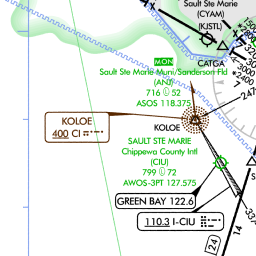 Sault Ste Marie
(CYAM)
(KJSTL)
MON
CATGA
Sault Ste Marie Muni/Sanderson Fld
(ANJ)
716 52
ASOS 118.375
247
KOLOE
400 CI
KOLOE
SAULT STE MARIE
Chippewa County Intl
(CIU)
799 72
AWOS-3PT 127.575
GREEN BAY 122.6
110.3 I-CIU
24
14